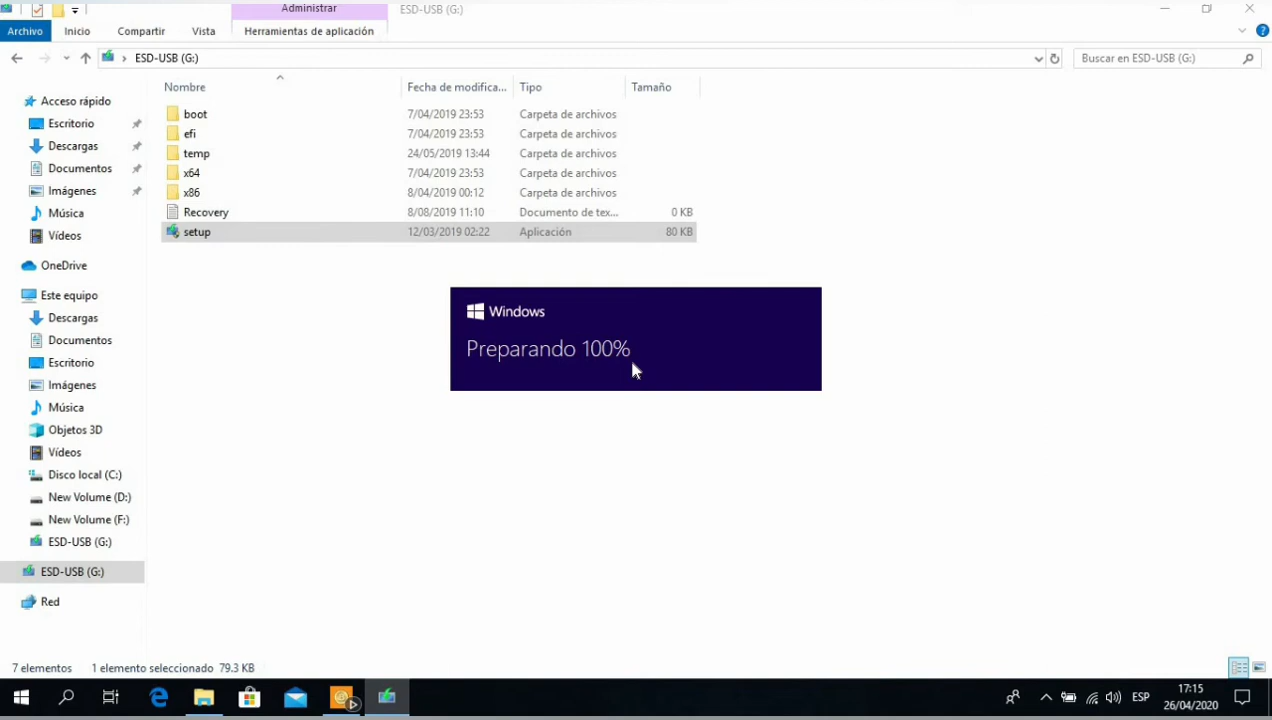 Administrar ESD-USB (G:)
Archivo Inicio Compartir Vista Herramientas de aplicación
ESD-USB (G:) Buscar en ESD-USB (G:)
Nombre Fecha de modifica... Tipo Tamaño
boot 7/04/2019 23:53 Carpeta de archivos
efi 7/04/2019 23:53 Carpeta de archivos
temp 24/05/2019 13:44 Carpeta de archivos
x64 7/04/2019 23:53 Carpeta de archivos
x86 8/04/2019 00:12 Carpeta de archivos
Recovery 8/08/2019 11:10 Documento de tex... 0 KB
setup 12/03/2019 02:22 Aplicación 80 KB
Acceso rápido
Escritorio
Descargas
Documentos
Imágenes
Música
Vídeos
OneDrive
Este equipo
Descargas
Documentos
Escritorio
Imágenes
Música
Objetos 3D
Vídeos
Disco local (C:)
New Volume (D:)
New Volume (F:)
ESD-USB (G:)
ESD-USB (G:)
Red
Windows
Preparando 100%
7 elementos 1 elemento seleccionado 79.3 KB
ESP
17:15
26/04/2020